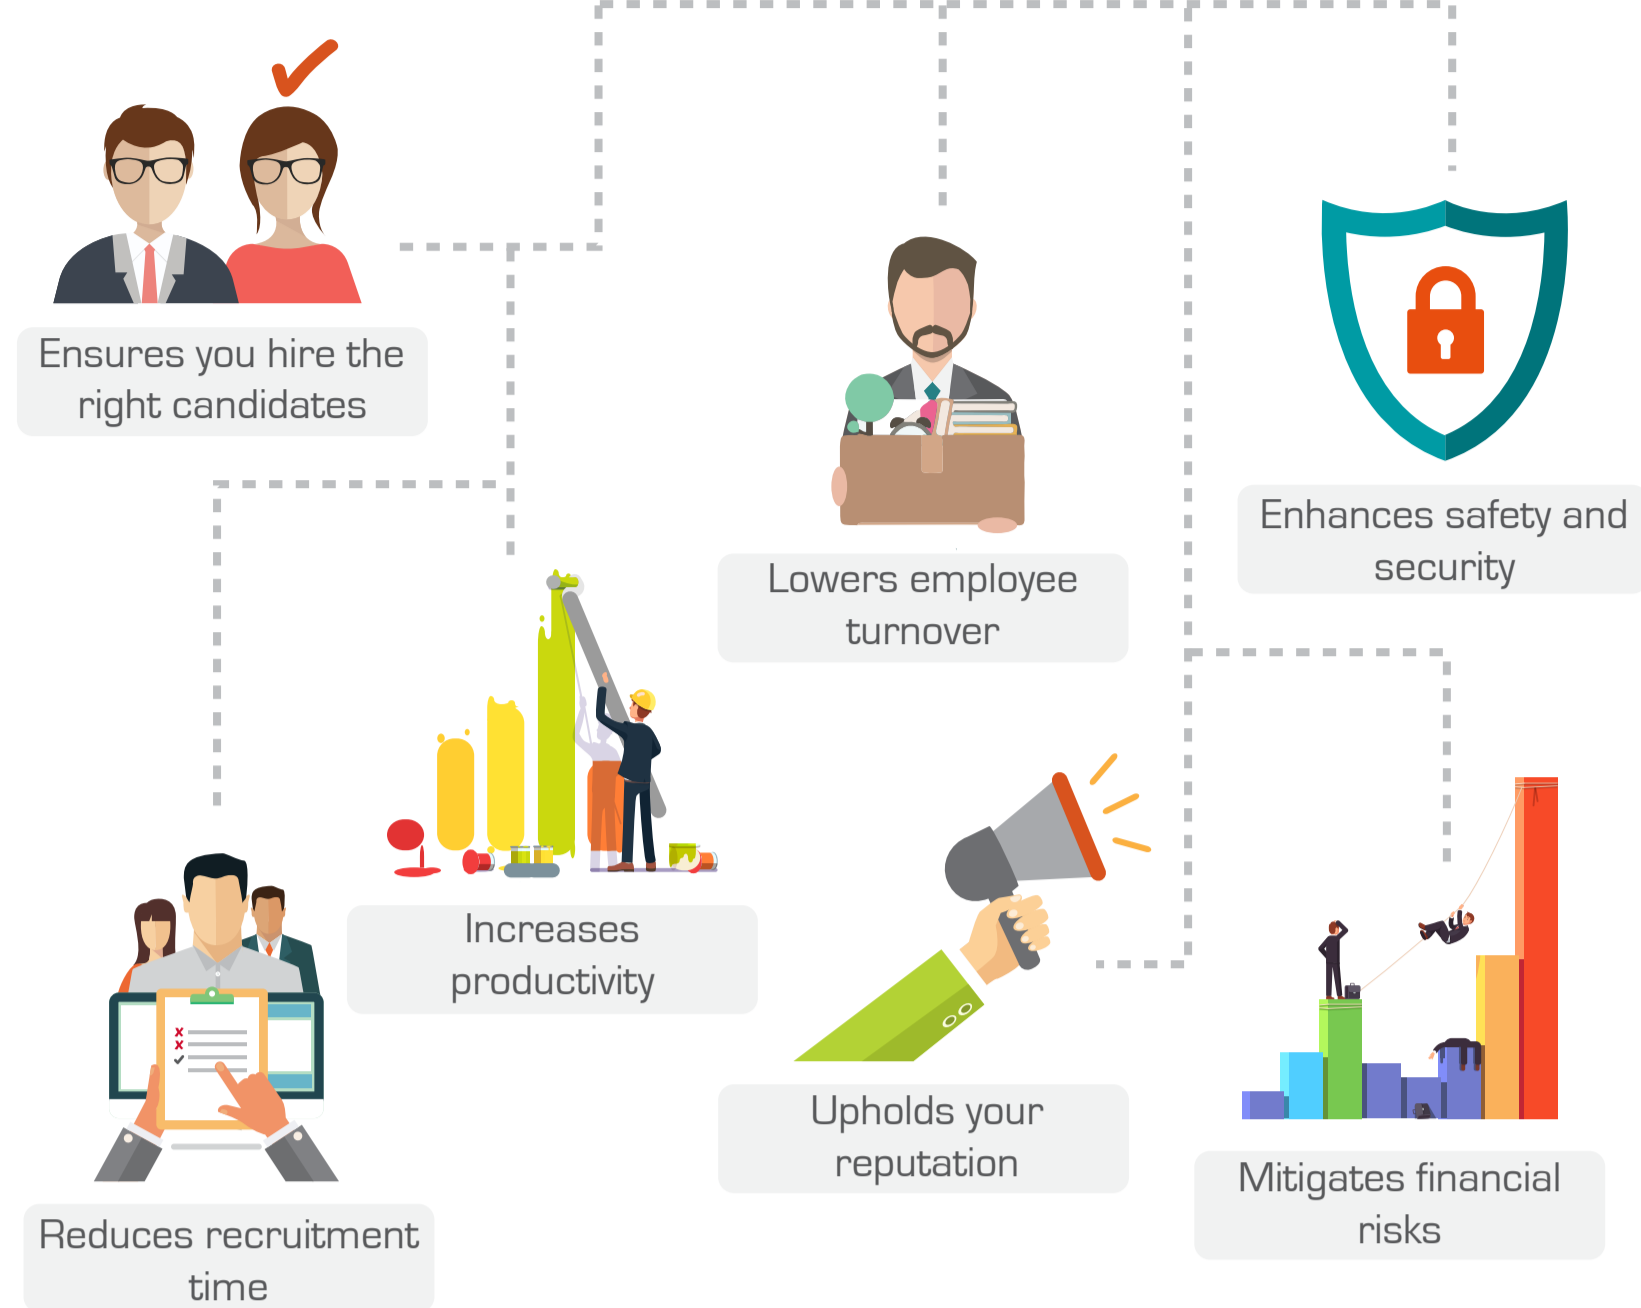 Ensures you hire the
right candidates
Lowers employee
turnover
Enhances safety and
security
Increases
productivity
Upholds your
reputation
Mitigates financial
risks
Reduces recruitment
time